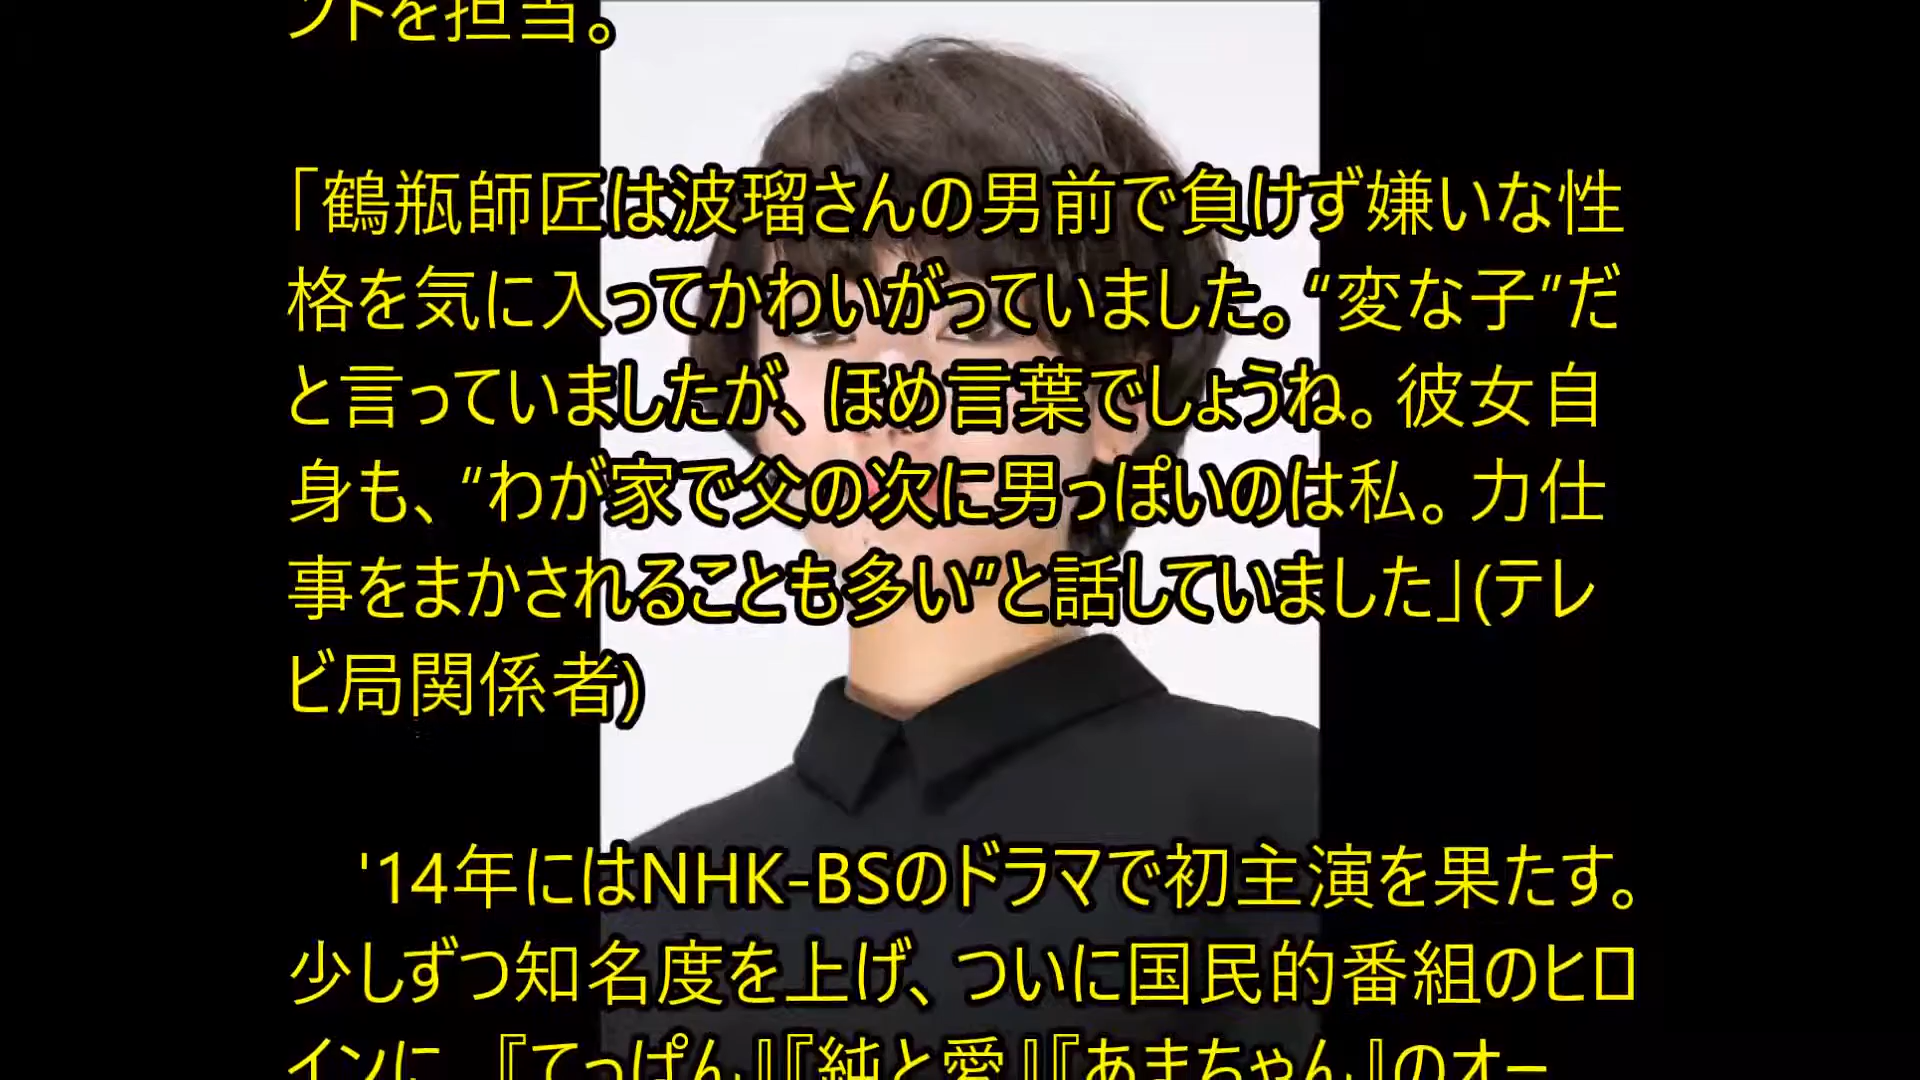 ントを担当。
「鶴瓶師匠は波瑠さんの男前で負けず嫌いな性
格を気に入ってかわいがっていました。“変な子”だ
と言っていましたが、ほめ言葉でしょうね。彼女自
身も、“わが家で父の次に男っぽいのは私。力仕
事をまかされることも多い”と話していました」(テレ
ビ局関係者)
'14年にはNHK-BSのドラマで初主演を果たす。
少しずつ知名度を上げ、ついに国民的番組のヒロ
インに。『てっぱん』『純と愛』『あまちゃん』のオー